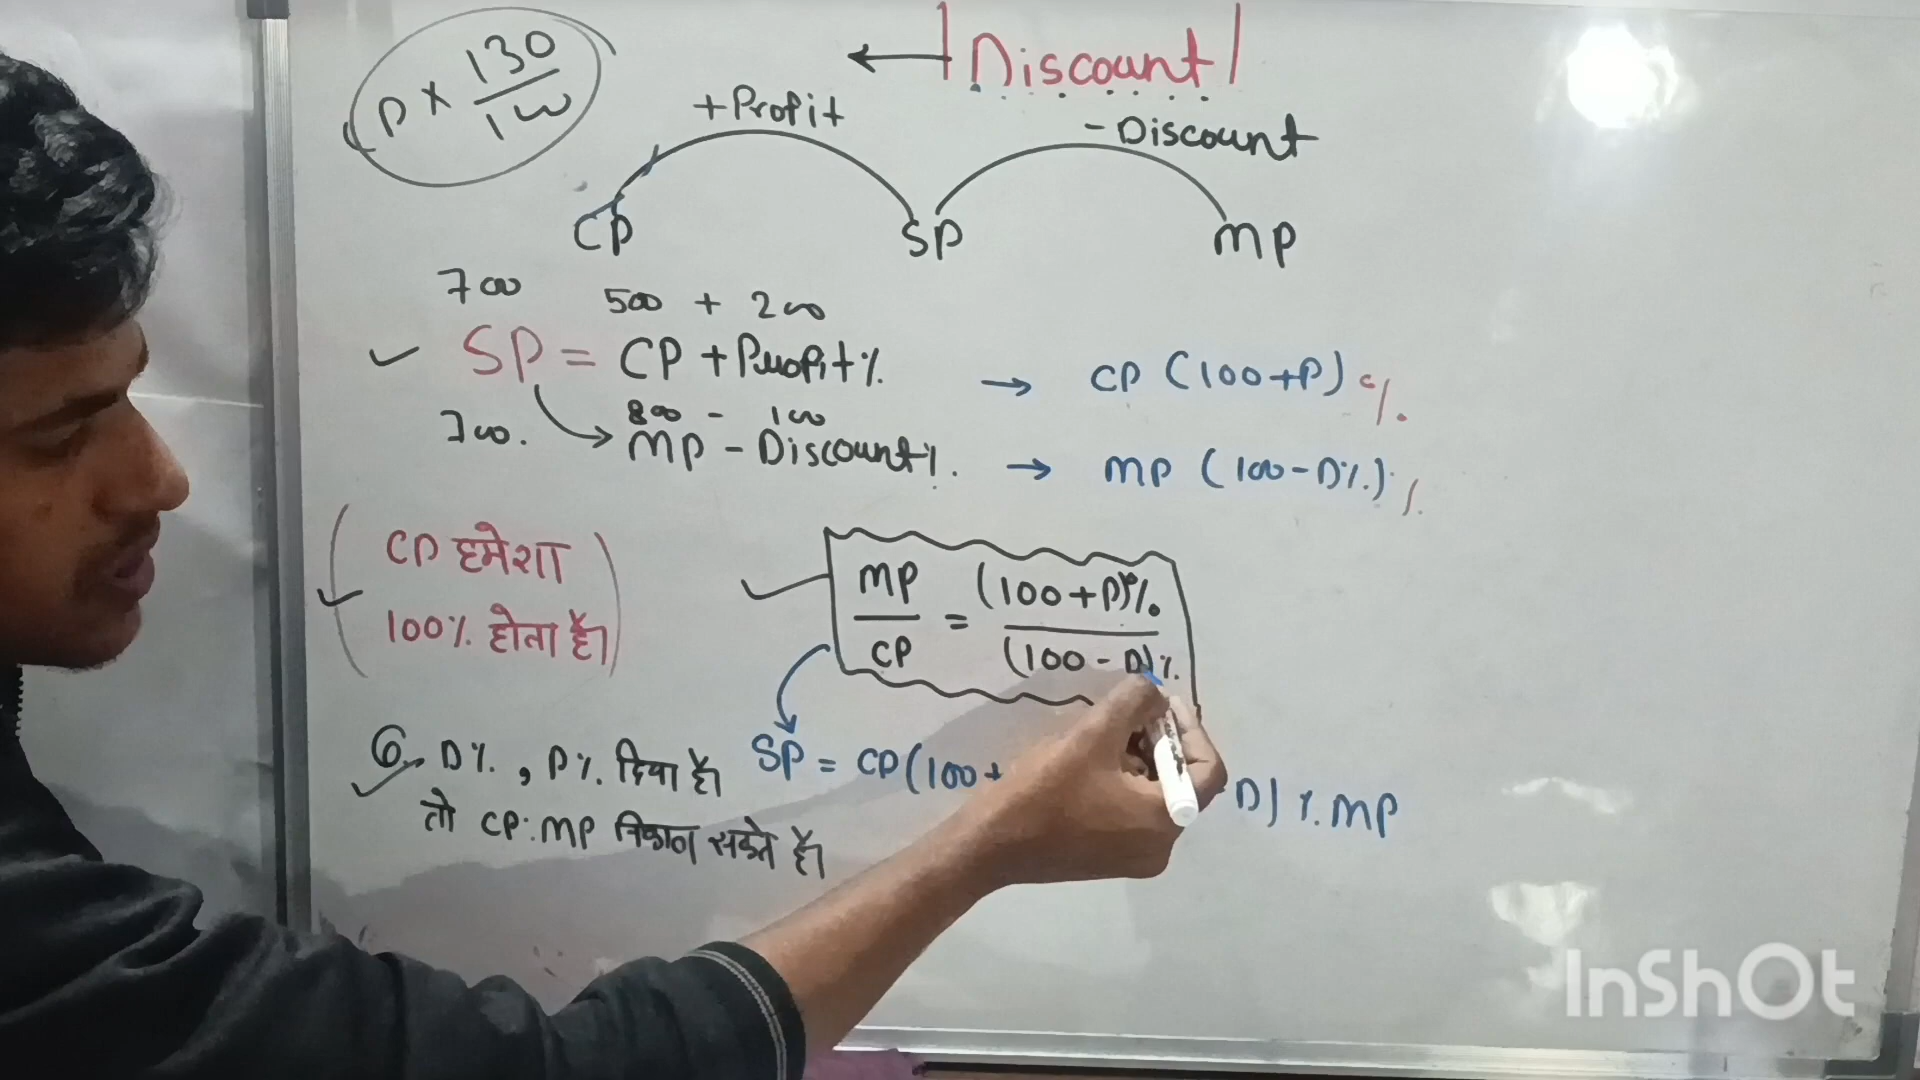 P × 130/100
← |Discount|
+Profit
-Discount
CP SP MP
700 500 + 200
SP = CP + Profit% → CP (100+P)%.
700. 800 - 100
MP - Discount%. → MP (100-D%)%.
CP हमेशा
100% होता है।
MP/CP = (100+P)%/(100-D)%
D%, P% दिया है।
तो CP:MP निकाल सकते हैं।
SP = CP(100+ D)%.MP
InShOt